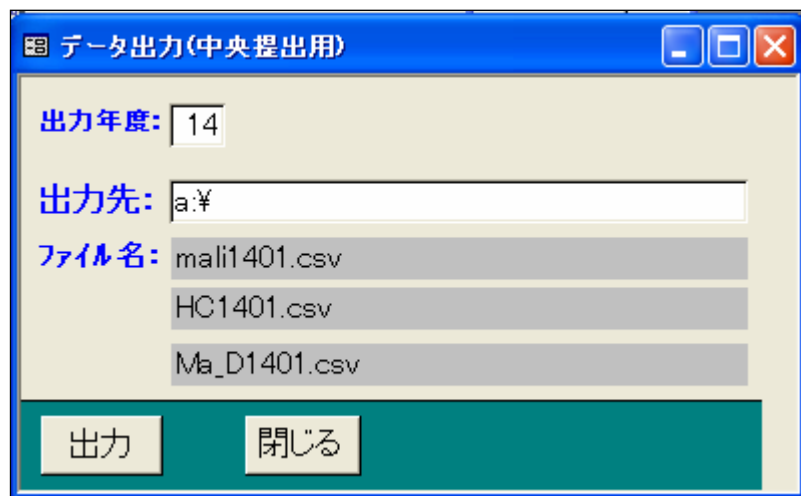 データ出力(中央提出用)
出力年度: 14
出力先: a:¥
ﾌｧｲﾙ名: mali1401.csv
HC1401.csv
Ma_D1401.csv
出力 閉じる